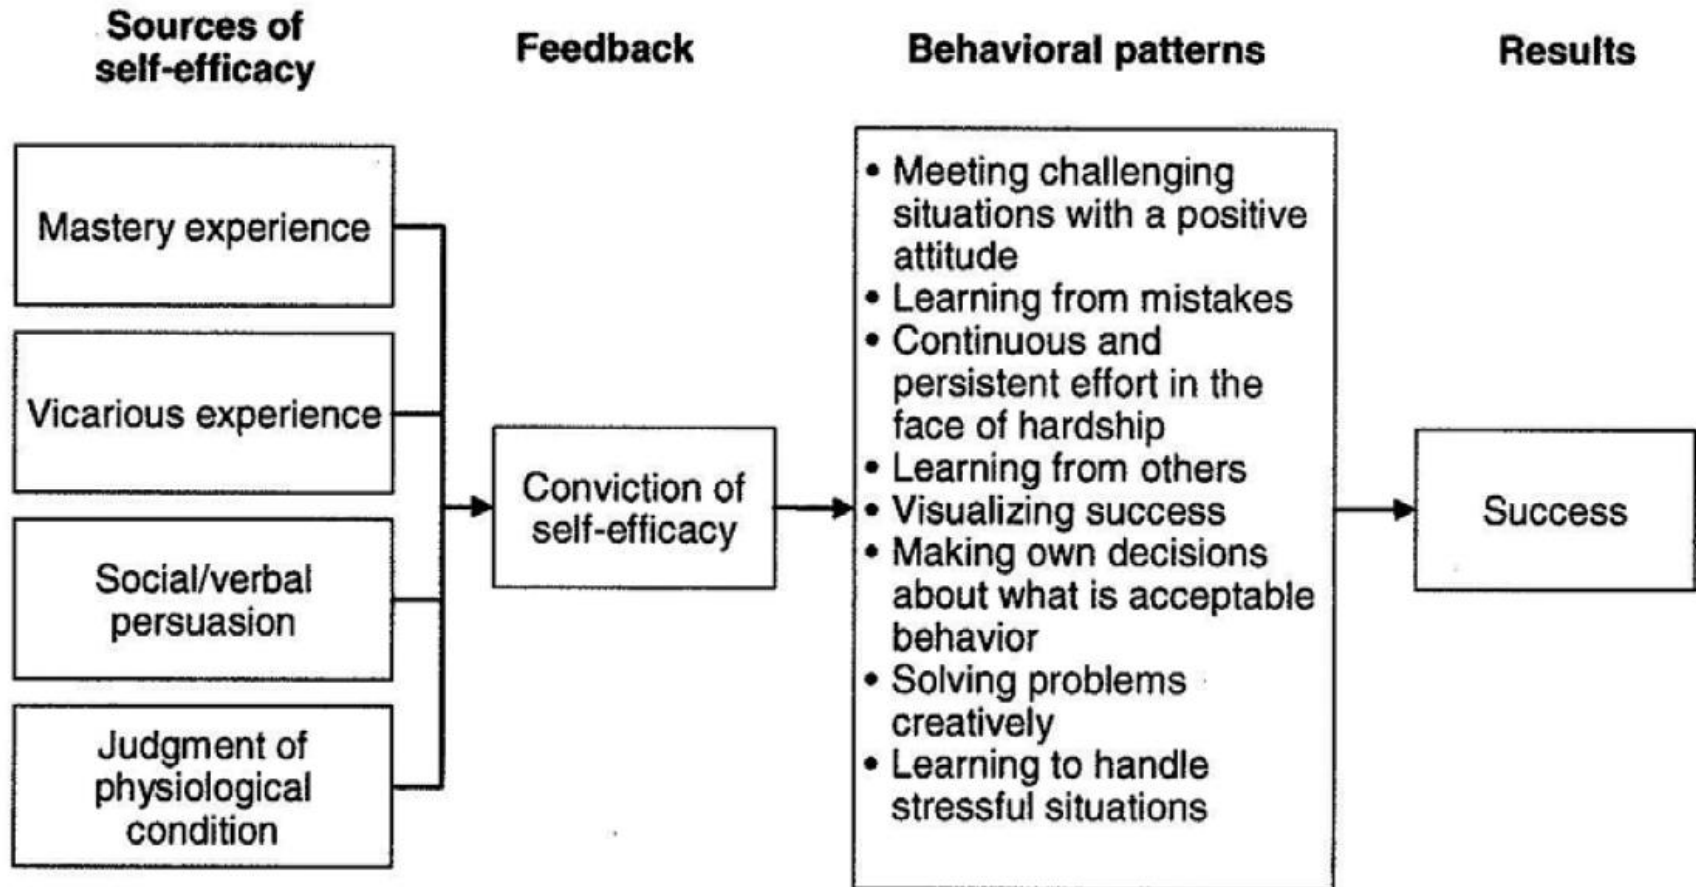 Sources of
self-efficacy
Feedback
Behavioral patterns
Results
Mastery experience
Vicarious experience
Social/verbal
persuasion
Judgment of
physiological
condition
Conviction of
self-efficacy
• Meeting challenging
situations with a positive
attitude
• Learning from mistakes
• Continuous and
persistent effort in the
face of hardship
• Learning from others
• Visualizing success
• Making own decisions
about what is acceptable
behavior
• Solving problems
creatively
• Learning to handle
stressful situations
Success